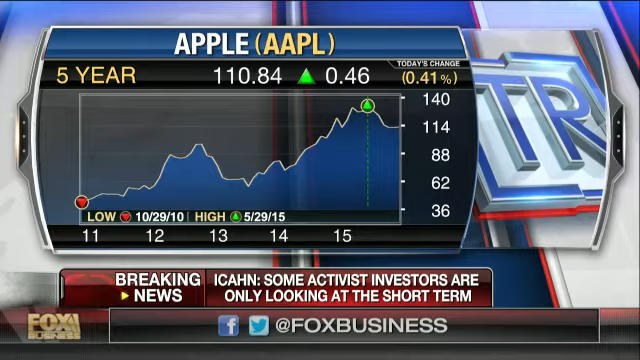 APPLE (AAPL)
5 YEAR 110.84 0.46 TODAY'S CHANGE (0.41%)
140
114
88
62
36
LOW 10/29/10 HIGH 5/29/15
11 12 13 14 15
TR
BREAKING NEWS
ICAHN: SOME ACTIVIST INVESTORS ARE
ONLY LOOKING AT THE SHORT TERM
FOX BUSINESS
@FOXBUSINESS